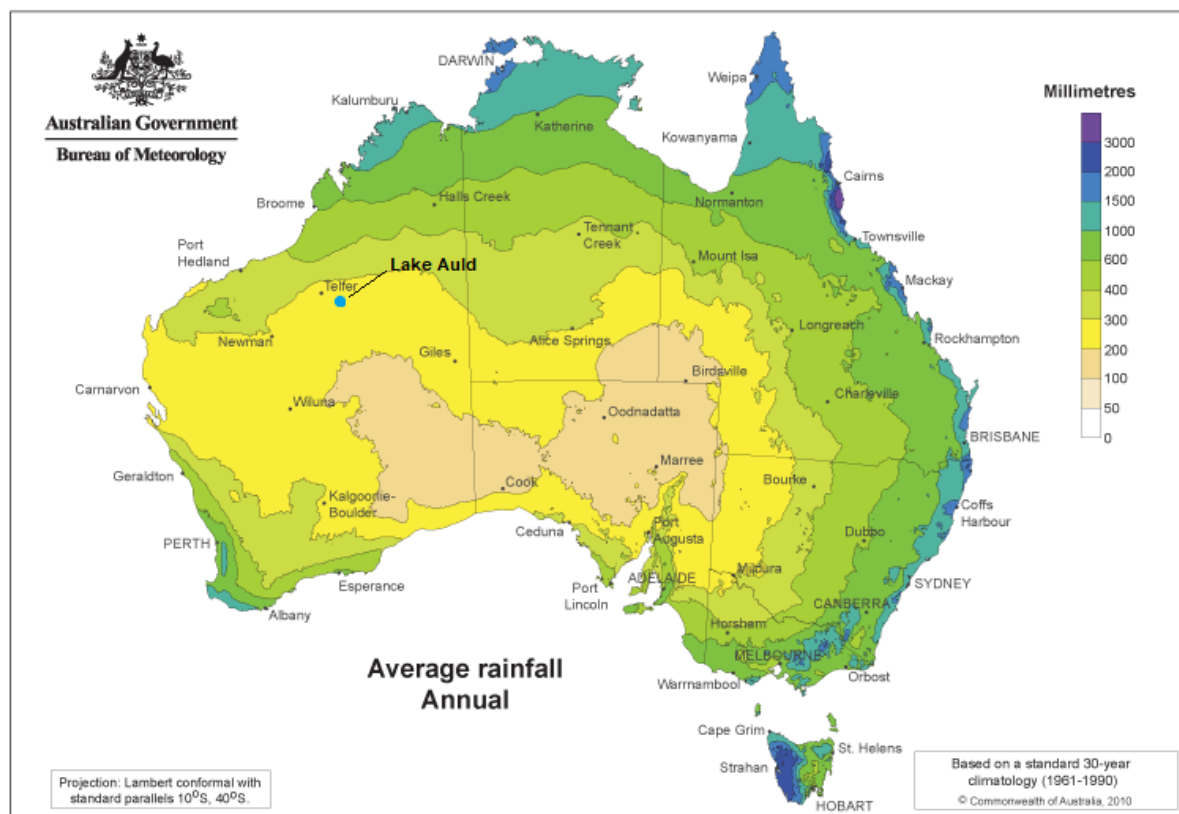 Australian Government
Bureau of Meteorology
DARWIN
Weipa
Kalumburu
Katherine
Kowanyama
Cairns
Broome
Halls Creek
Normanton
Tennant
Creek
Townsville
Port
Hedland
Lake Auld
Mount Isa
Telfer
Mackay
Newman
Longreach
Alice Springs
Rockhampton
Giles
Birdsville
Carnarvon
Charleville
Wiluna
Oodnadatta
BRISBANE
Marree
Geraldton
Cook
Bourke
Kalgoorlie-
Boulder
Coffs
Harbour
Ceduna
Port
Augusta
PERTH
Dubbo
Esperance
ADELAIDE
Mildura
SYDNEY
Port
Lincoln
Albany
CANBERRA
Horsham
MELBOURNE
Orbost
Warrnambool
Cape Grim
St. Helens
Strahan
HOBART
Millimetres
3000
2000
1500
1000
600
400
300
200
100
50
0
Average rainfall
Annual
Projection: Lambert conformal with
standard parallels 10°S, 40°S.
Based on a standard 30-year
climatology (1961-1990)
© Commonwealth of Australia, 2010